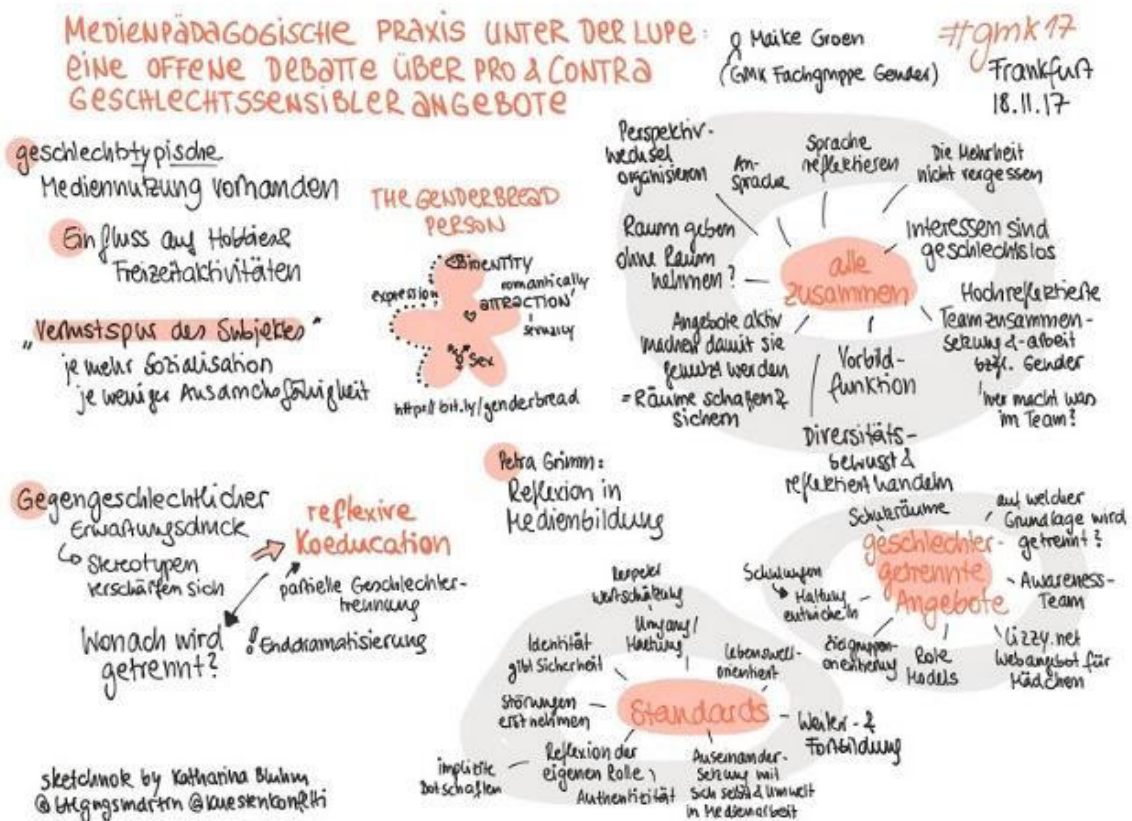 MEDIENPÄDAGOGISCHE PRAXIS UNTER DER LUPE:
EINE OFFENE DEBATTE ÜBER PRO & CONTRA
GESCHLECHTSSENSIBLER ANGEBOTE
Maike Groen
(GMK Fachgruppe Gender)
#gmk17
Frankfurt
18.11.17
geschlechtstypische
Mediennutzung vorhanden
Einfluss auf Hobbies &
Freizeitaktivitäten
"Verlustspur des Subjektes"
je mehr Sozialisation
je weniger
THE GENDERBREAD
PERSON
IDENTITY
romantically
ATTRACTION
sexually
expression
Sex
http://bit.ly/genderbread
Perspektiv-
wechsel
organisieren
An-
sprache
Sprache
reflektieren
Die Mehrheit
nicht vergessen
Raum geben
ohne Raum
nehmen?
alle
zusammen
Interessen sind
geschlechtslos
Angebote aktiv
machen damit sie
genutzt werden
= Räume schaffen &
sichern
Vorbild-
funktion
Hochreflektierte
Teamzusammen-
setzung & -arbeit
bzgl. Gender
'wer macht was
im Team?
Diversitäts-
bewusst &
reflektiert handeln
Gegengeschlechtlicher
Erwartungsdruck
Stereotypen
verschärfen sich
reflexive
Koeducation
partielle Geschlechter-
trennung
Wonach wird
getrennt?
! Enddramatisierung
Petra Grimm:
Reflexion in
Medienbildung
Schutzräume
auf welcher
Grundlage wird
getrennt?
geschlechter-
getrennte
Angebote
Schulungen
Haltung
entwickeln
Awareness-
Team
Zielgruppen-
orientierung
Role
Models
Lizzy.net
Webangebot für
Mädchen
Respekt
Wertschätzung
Umgang/
Haltung
Identität
gibt Sicherheit
Lebenswelt-
orientiert
Störungen
erst nehmen
Standards
Weiter- &
Fortbildung
implizite
Botschaften
Reflexion der
eigenen Rolle,
Authentizität
Auseinander-
setzung mit
sich selbst & Umwelt
in Medienarbeit
sketchnote by Katharina Bluhm